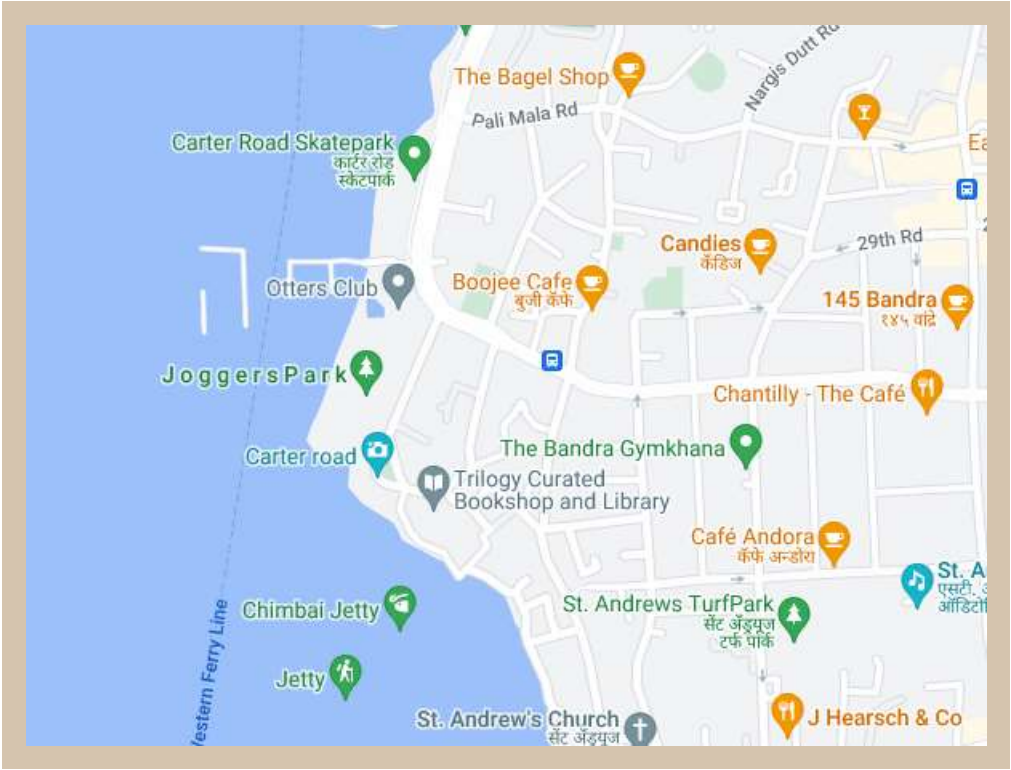 Nargis Dutt Rd
The Bagel Shop
Pali Mala Rd
Carter Road Skatepark
कार्टर रोड
स्केटपार्क
29th Rd
Candies
कॅंडिज
Otters Club
Boojee Cafe
बुजी कॅफे
145 Bandra
१४५ वांद्रे
JoggersPark
Chantilly - The Café
The Bandra Gymkhana
Carter road
Trilogy Curated
Bookshop and Library
Café Andora
कॅफे अन्डोरा
St. A
एसटी.
Chimbai Jetty
St. Andrews TurfPark
सेंट अँड्र्यूज
टर्फ पार्क
Jetty
Western Ferry Line
St. Andrew's Church
सेंट अँड्र्यूज
J Hearsch & Co